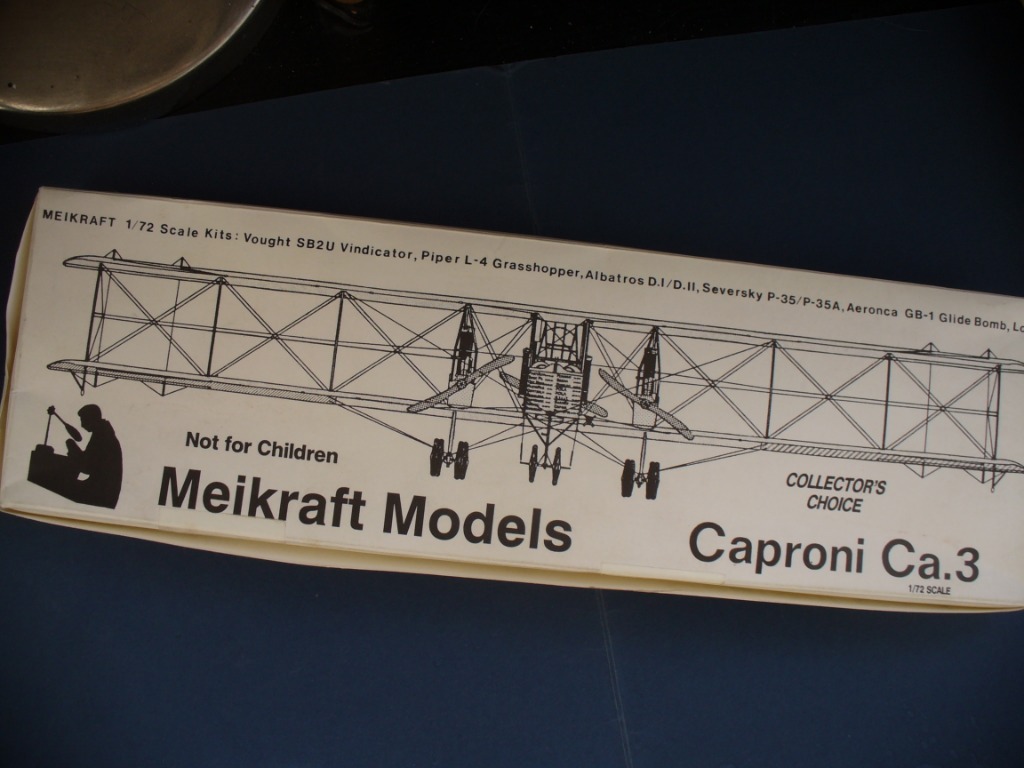 MEIKRAFT 1/72 Scale Kits: Vought SB2U Vindicator, Piper L-4 Grasshopper, Albatros D.I/D.II, Seversky P-35/P-35A, Aeronca GB-1 Glide Bomb,
Not for Children
Meikraft Models
COLLECTOR'S
CHOICE
Caproni Ca.3
1/72 SCALE